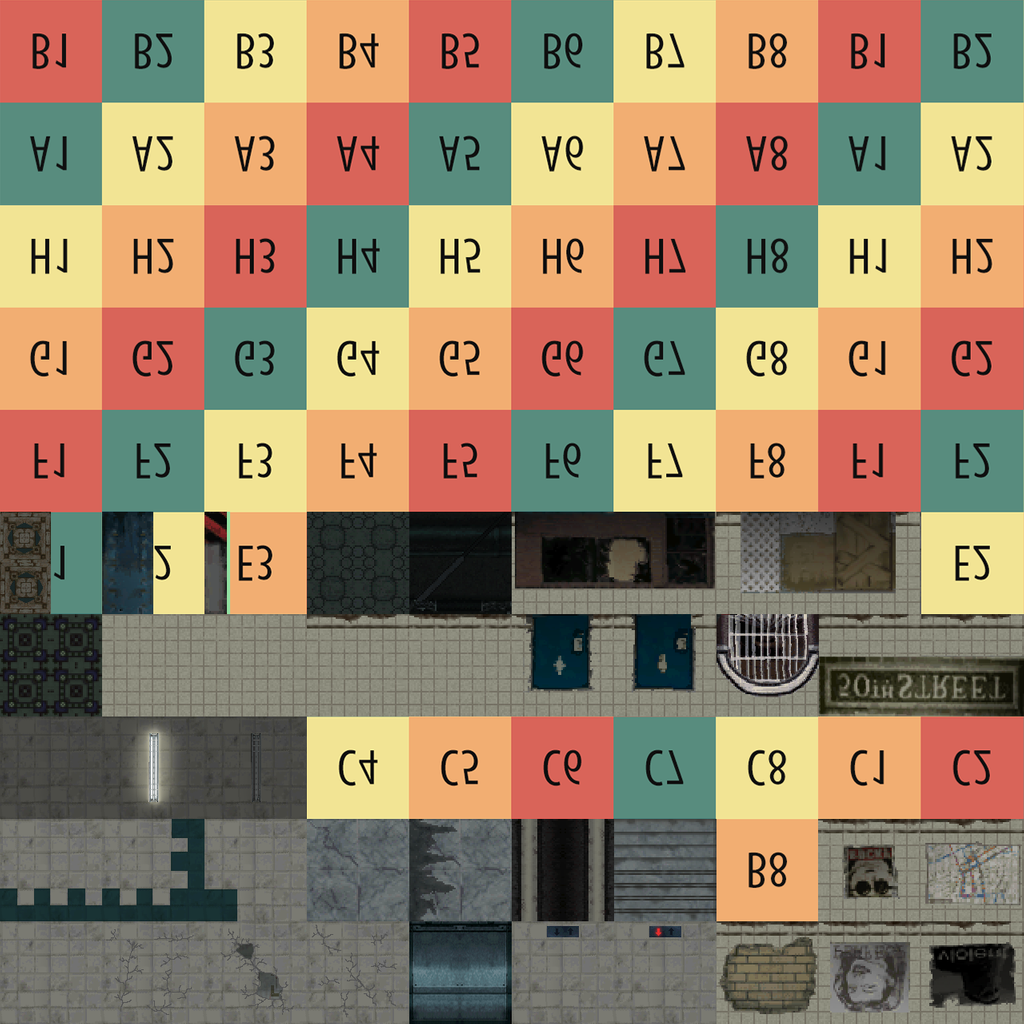 B1 B2 B3 B4 B5 B6 B7 B8 B1 B2
A1 A2 A3 A4 A5 A6 A7 A8 A1 A2
H1 H2 H3 H4 H5 H6 H7 H8 H1 H2
G1 G2 G3 G4 G5 G6 G7 G8 G1 G2
F1 F2 F3 F4 F5 F6 F7 F8 F1 F2
1 2 E3 E2
50TH STREET
C4 C5 C6 C7 C8 C1 C2
B8
violent